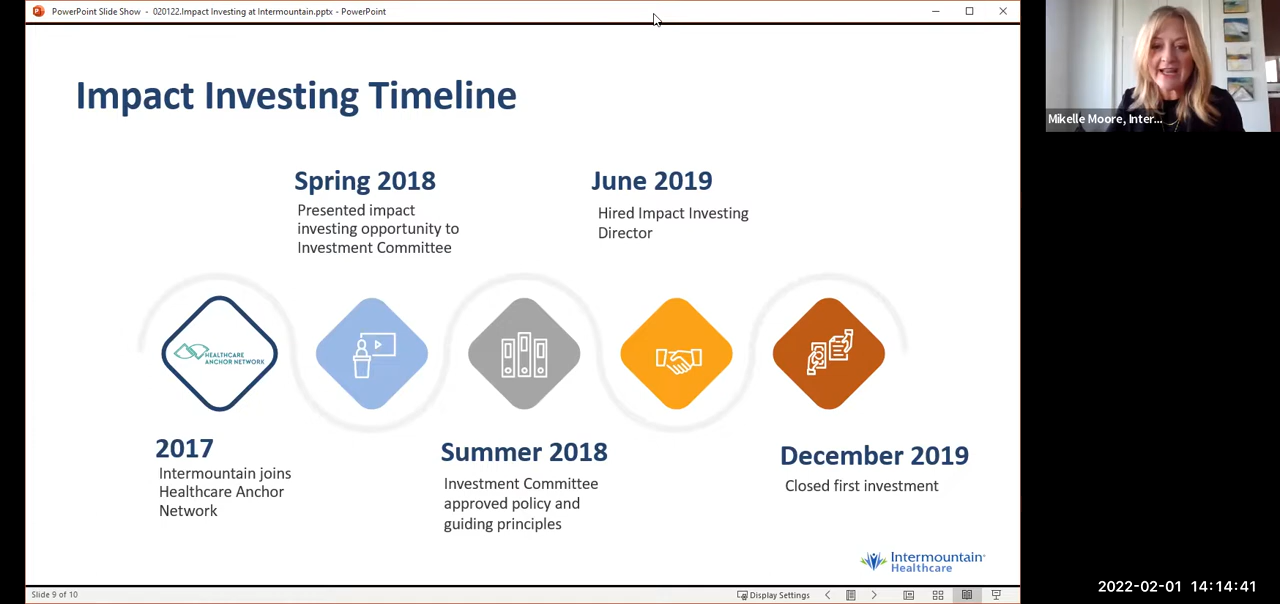 PowerPoint Slide Show - 020122.Impact Investing at Intermountain.pptx - PowerPoint
Impact Investing Timeline
Spring 2018
Presented impact
investing opportunity to
Investment Committee
June 2019
Hired Impact Investing
Director
HEALTHCARE
ANCHOR NETWORK
2017
Intermountain joins
Healthcare Anchor
Network
Summer 2018
Investment Committee
approved policy and
guiding principles
December 2019
Closed first investment
Intermountain
Healthcare
Slide 9 of 10
Display Settings
Mikelle Moore, Inter...
2022-02-01 14:14:41